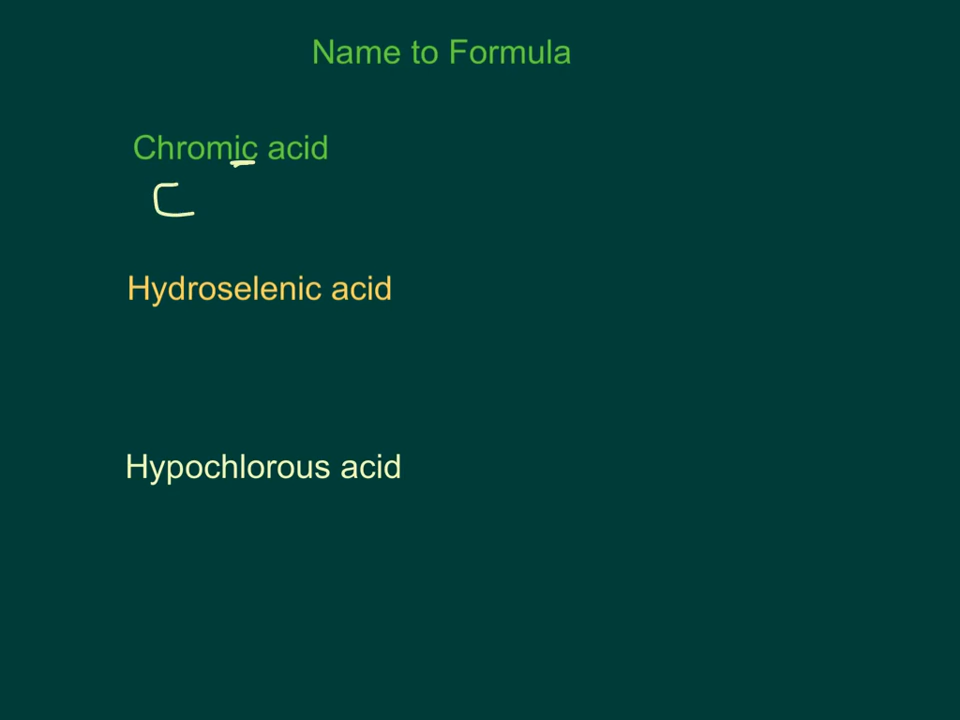 Name to Formula
Chromic acid
C
Hydroselenic acid
Hypochlorous acid